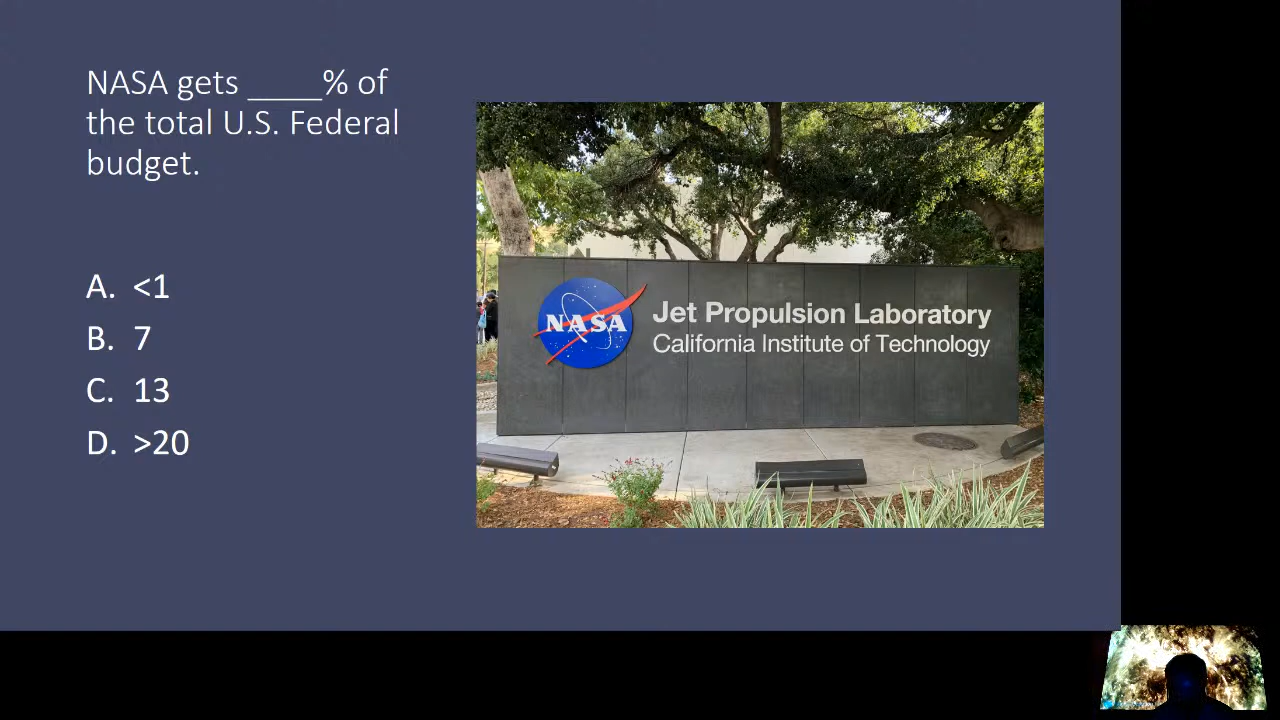 NASA gets ____% of
the total U.S. Federal
budget.
A. <1
B. 7
C. 13
D. >20
NASA
Jet Propulsion Laboratory
California Institute of Technology